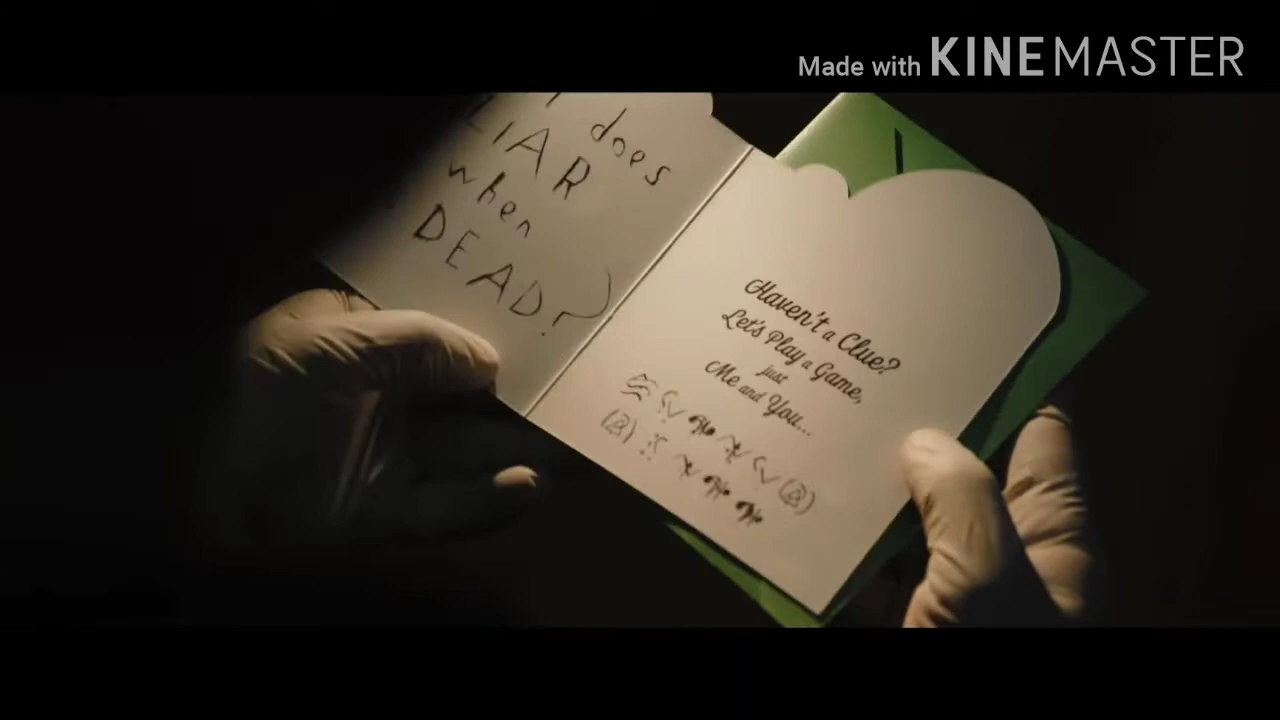 Made with KINEMASTER
does
LIAR
when
DEAD?
Haven't a Clue?
Let's Play a Game,
just
Me and You...